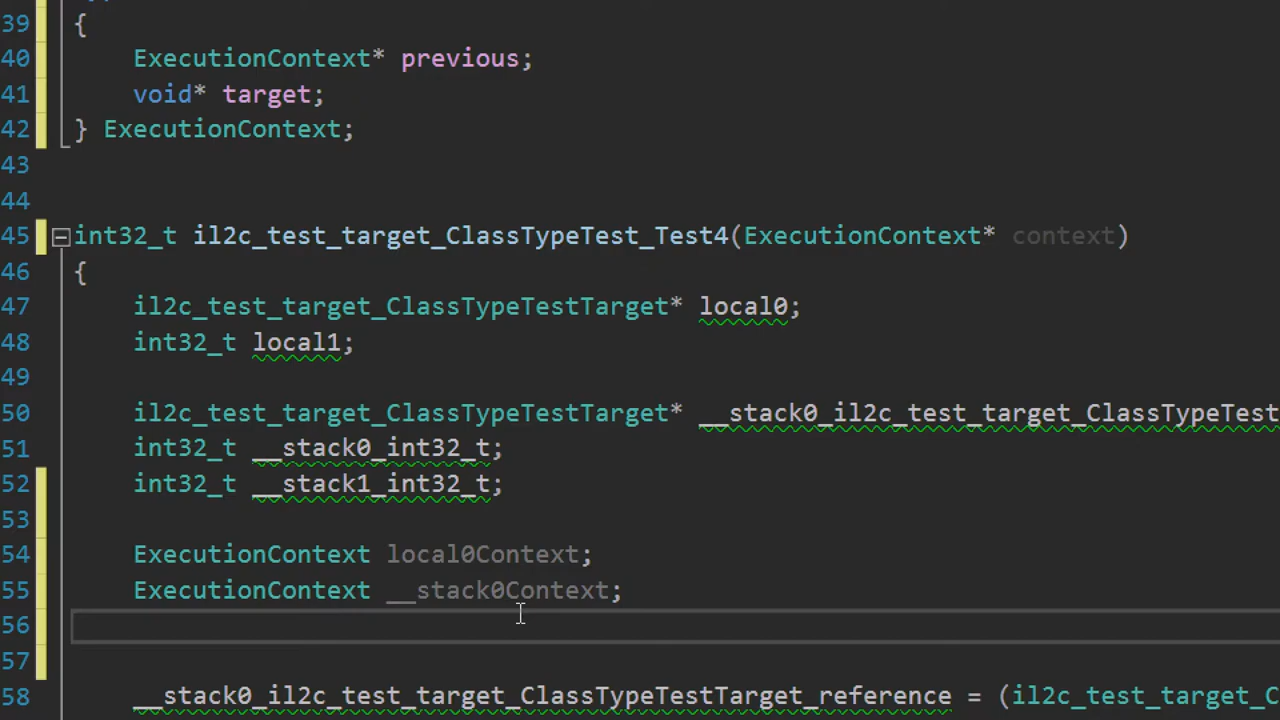 39 {
40 ExecutionContext* previous;
41 void* target;
42 } ExecutionContext;
43
44
45 int32_t il2c_test_target_ClassTypeTest_Test4(ExecutionContext* context)
46 {
47 il2c_test_target_ClassTypeTestTarget* local0;
48 int32_t local1;
49
50 il2c_test_target_ClassTypeTestTarget* __stack0_il2c_test_target_ClassTypeTest
51 int32_t __stack0_int32_t;
52 int32_t __stack1_int32_t;
53
54 ExecutionContext local0Context;
55 ExecutionContext __stack0Context;
56
57
58 __stack0_il2c_test_target_ClassTypeTestTarget_reference = (il2c_test_target_C